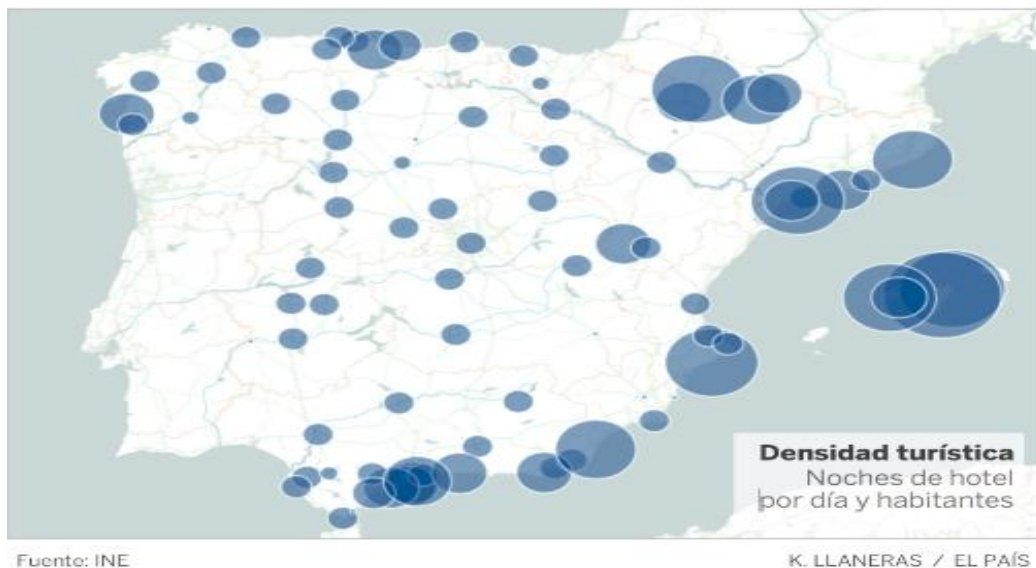 Densidad turística
Noches de hotel
por día y habitantes
Fuente: INE
K. LLANERAS / EL PAÍS